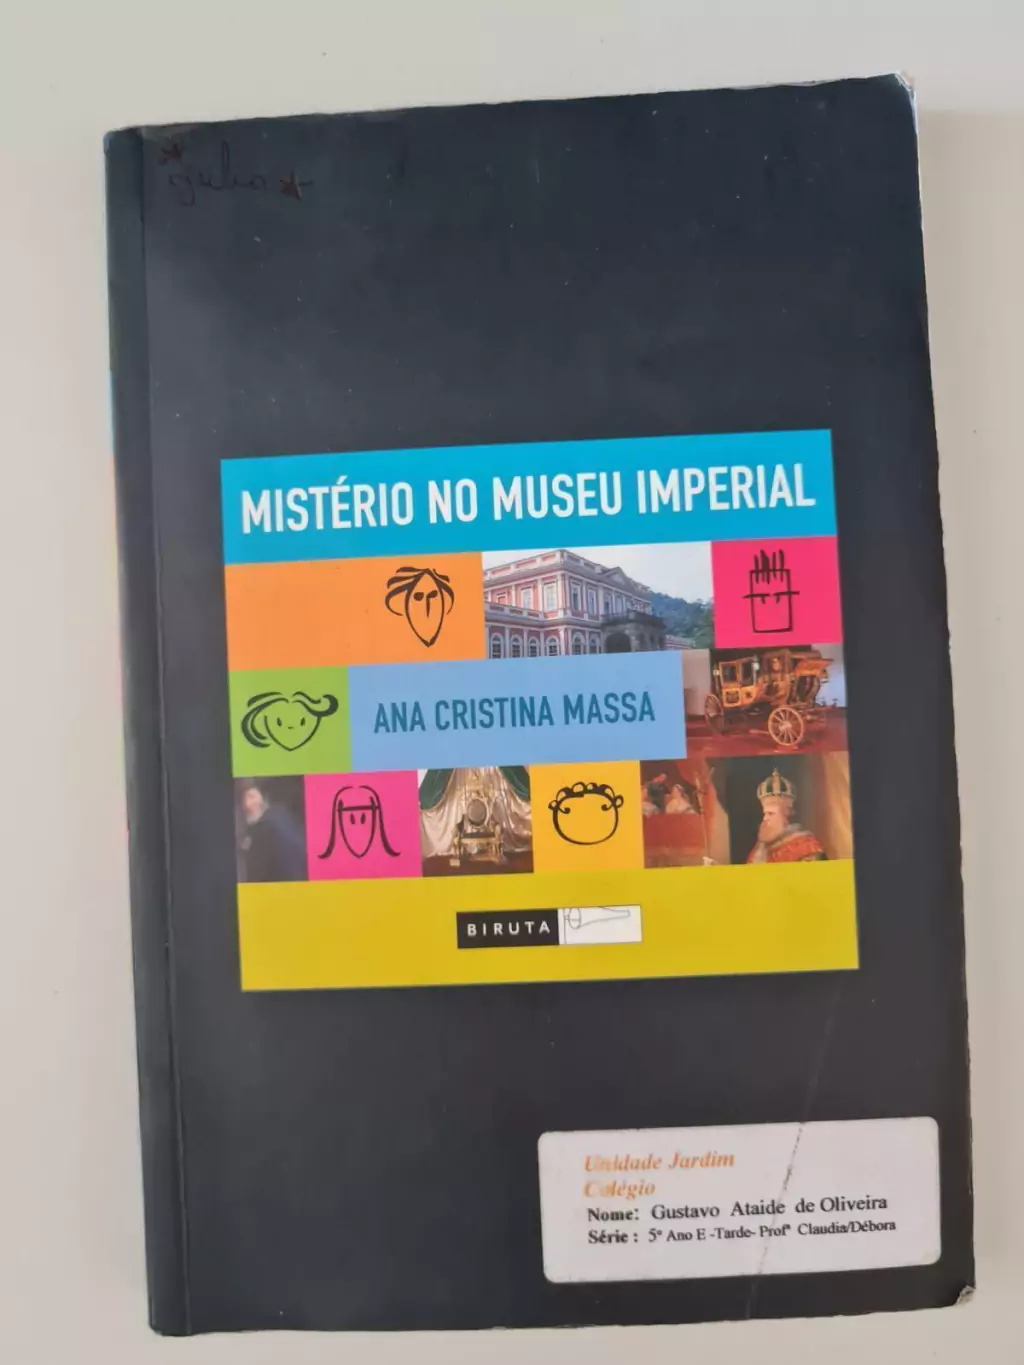 julia
MISTÉRIO NO MUSEU IMPERIAL
ANA CRISTINA MASSA
BIRUTA
Unidade Jardim
Colégio
Nome: Gustavo Ataide de Oliveira
Série : 5º Ano E -Tarde- Profª Claudia/Débora